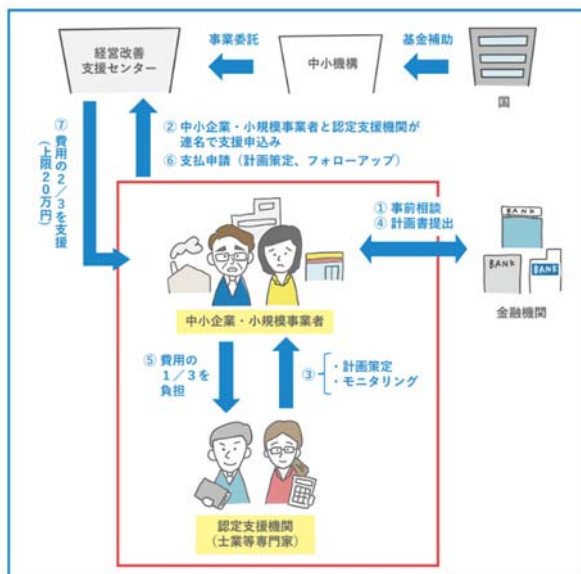 経営改善
支援センター
事業委託
中小機構
基金補助
国
⑦ 費用の2/3を支援
(上限20万円)
② 中小企業・小規模事業者と認定支援機関が
連名で支援申込み
⑥ 支払申請(計画策定、フォローアップ)
① 事前相談
④ 計画書提出
BANK
BANK
BANK
金融機関
中小企業・小規模事業者
⑤ 費用の
1/3を
負担
③
・計画策定
・モニタリング
認定支援機関
(士業等専門家)